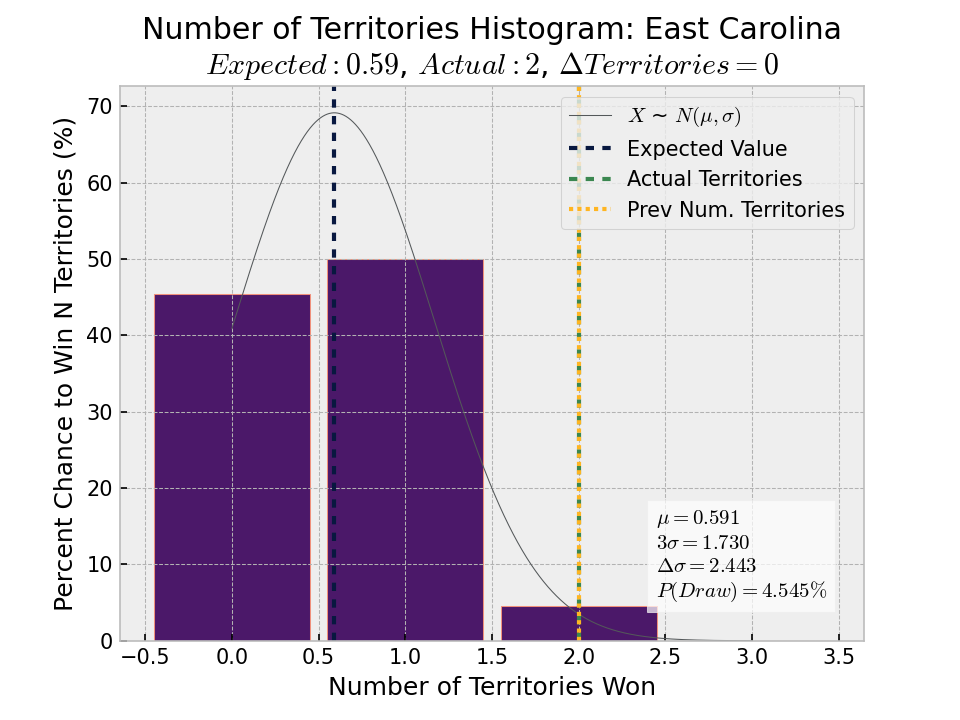 Number of Territories Histogram: East Carolina
Expected : 0.59, Actual : 2, ΔTerritories = 0
Percent Chance to Win N Territories (%)
70
60
50
40
30
20
10
0
X ~ N(μ, σ)
Expected Value
Actual Territories
Prev Num. Territories
μ = 0.591
3σ = 1.730
Δσ = 2.443
P(Draw) = 4.545%
−0.5 0.0 0.5 1.0 1.5 2.0 2.5 3.0 3.5
Number of Territories Won